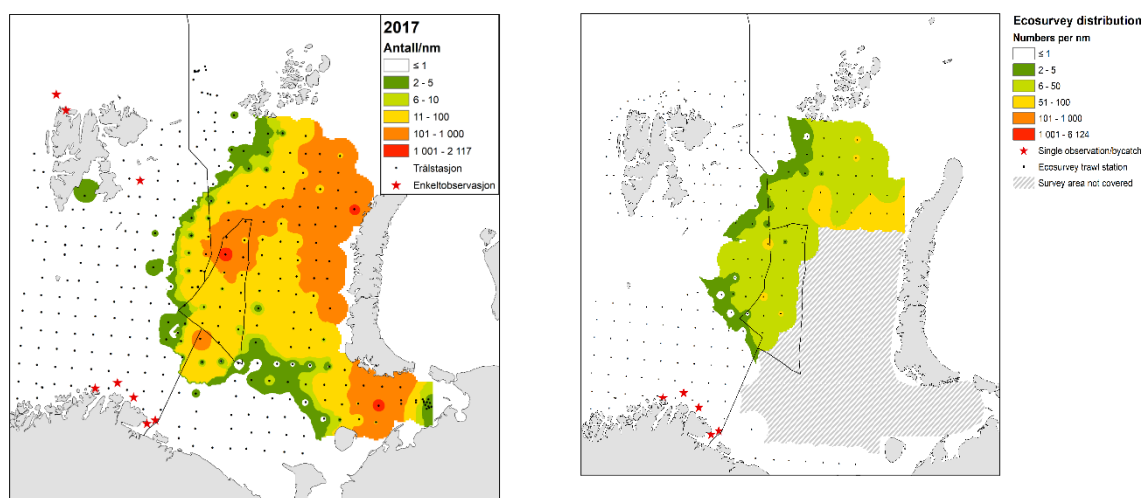 2017
Antall/nm
≤ 1
2 - 5
6 - 10
11 - 100
101 - 1 000
1 001 - 2 117
Trålstasjon
Enkeltobservasjon
Ecosurvey distribution
Numbers per nm
≤ 1
2 - 5
6 - 50
51 - 100
101 - 1 000
1 001 - 6 124
Single observation/bycatch
Ecosurvey trawl station
Survey area not covered